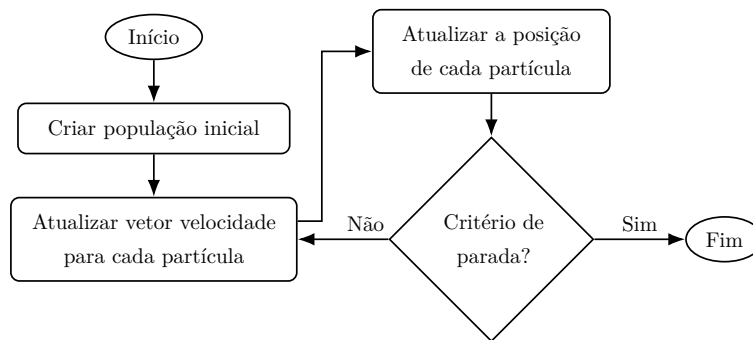 Início
Criar população inicial
Atualizar vetor velocidade
para cada partícula
Atualizar a posição
de cada partícula
Critério de
parada?
Não
Sim
Fim